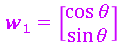 𝒘₁ = [cos θ
sin θ]